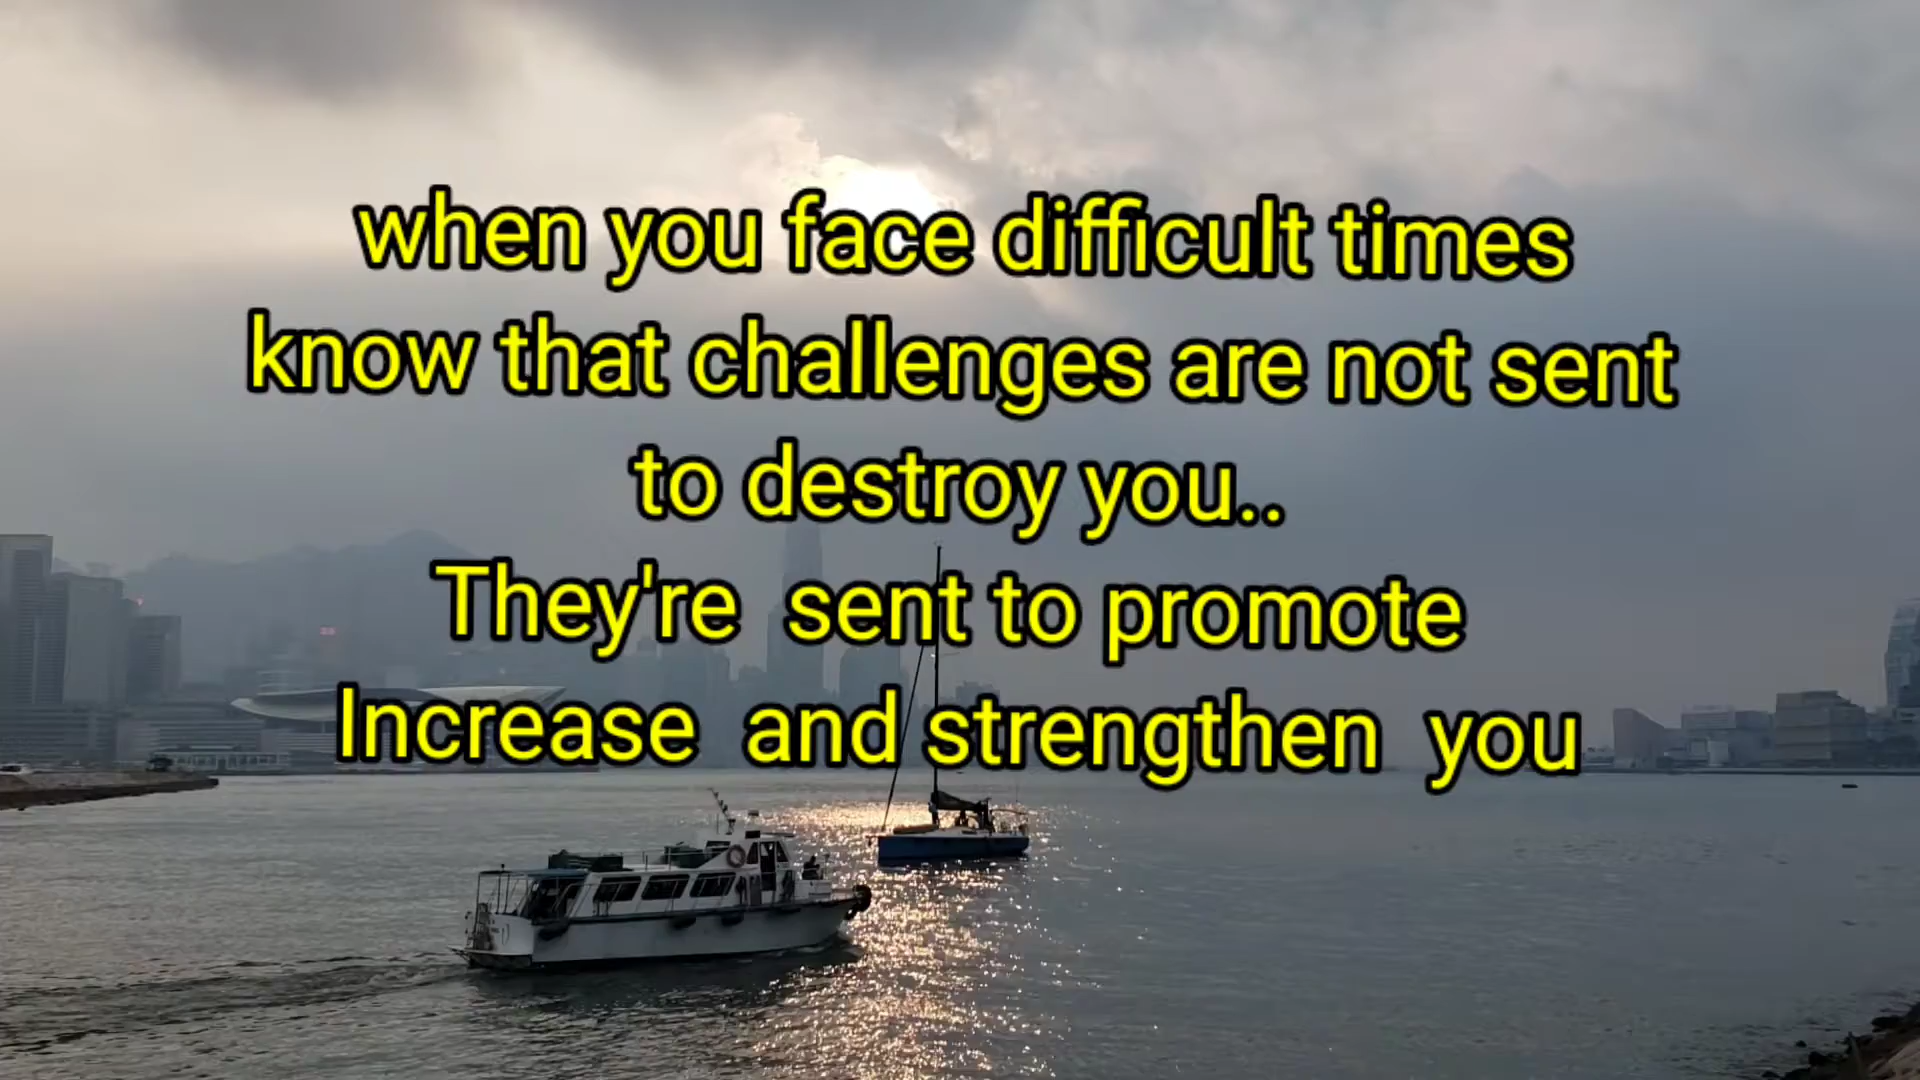 when you face difficult times
know that challenges are not sent
to destroy you..
They're  sent to promote
Increase  and strengthen  you